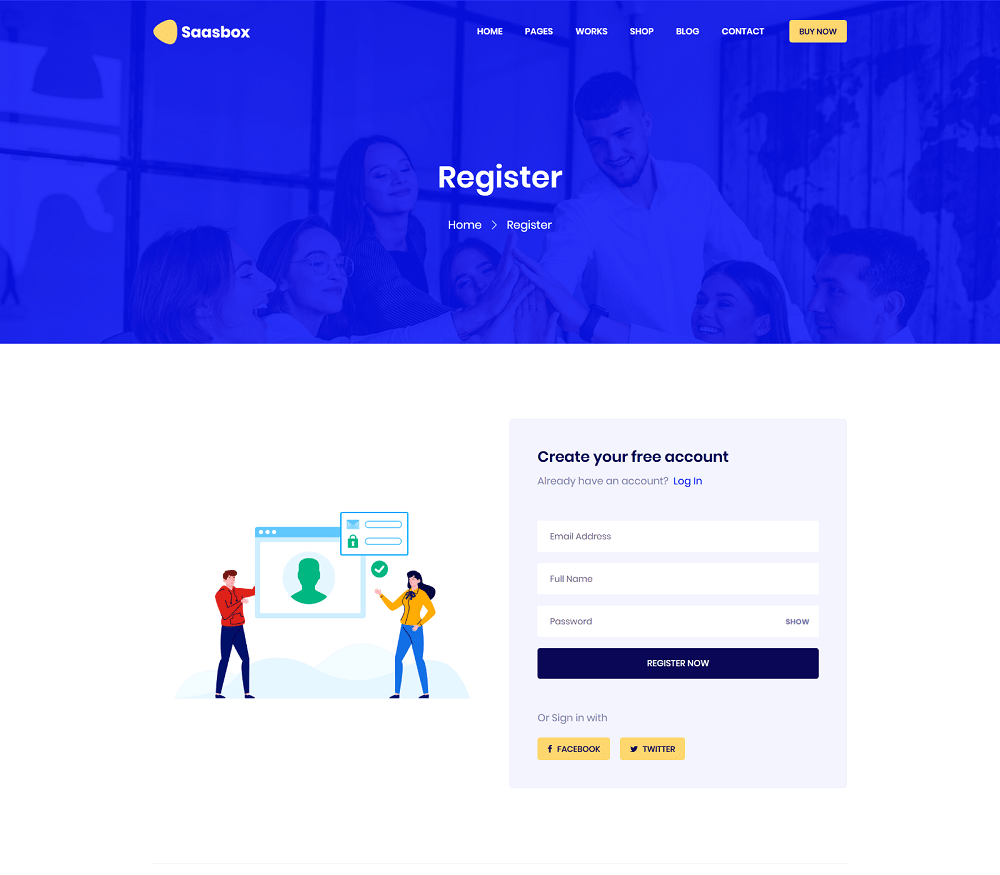 Saasbox HOME PAGES WORKS SHOP BLOG CONTACT BUY NOW
Register
Home Register
Create your free account
Already have an account? Log In
Email Address
Full Name
Password SHOW
REGISTER NOW
Or Sign in with
FACEBOOK TWITTER